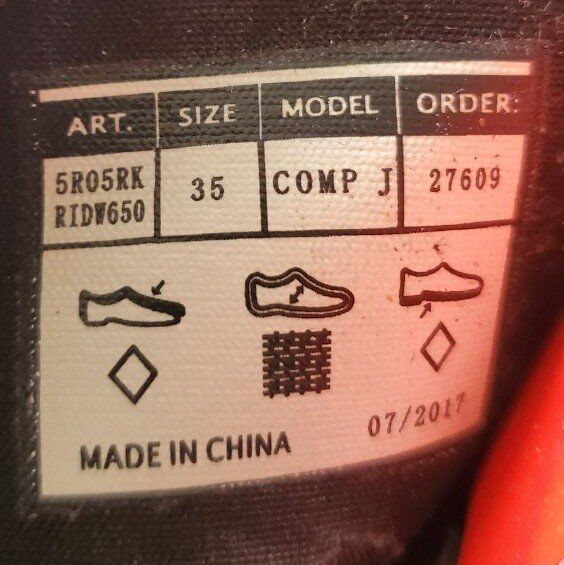 ART. SIZE MODEL ORDER:
5R05RK
RIDW650 35 COMP J 27609
07/2017
MADE IN CHINA